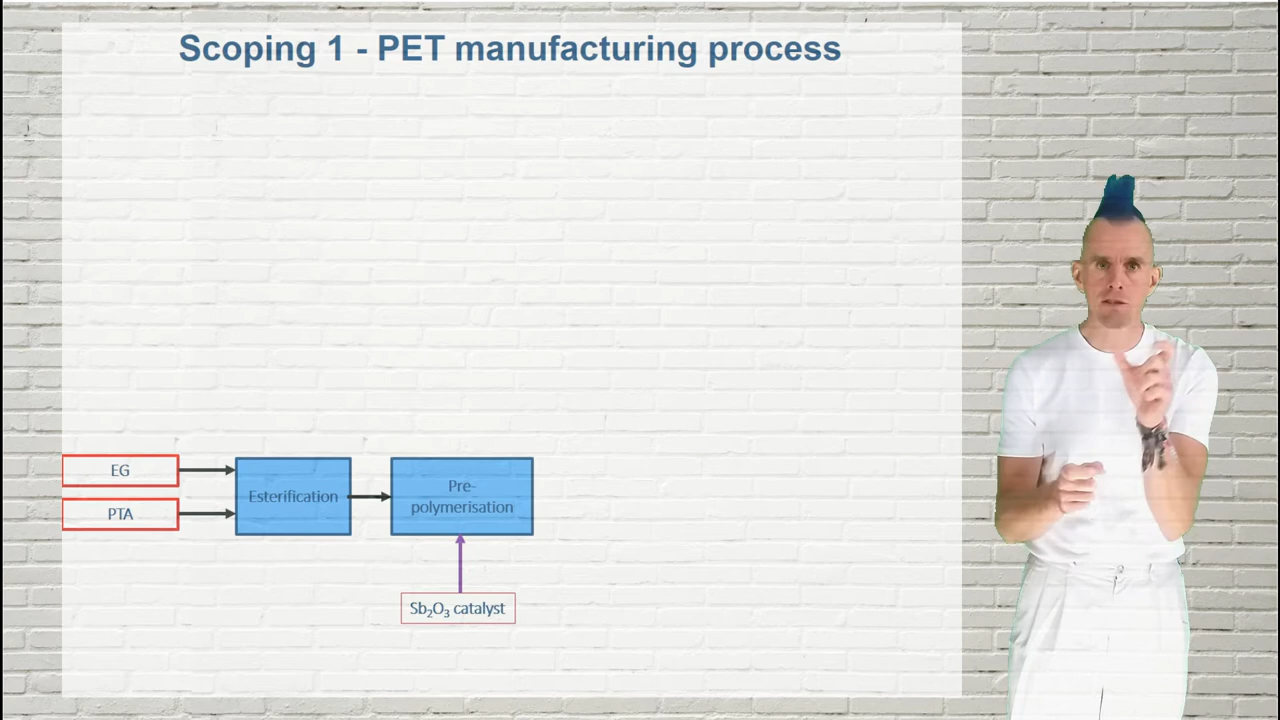 Scoping 1 - PET manufacturing process
EG
PTA
Esterification
Pre-
polymerisation
Sb₂O₃ catalyst